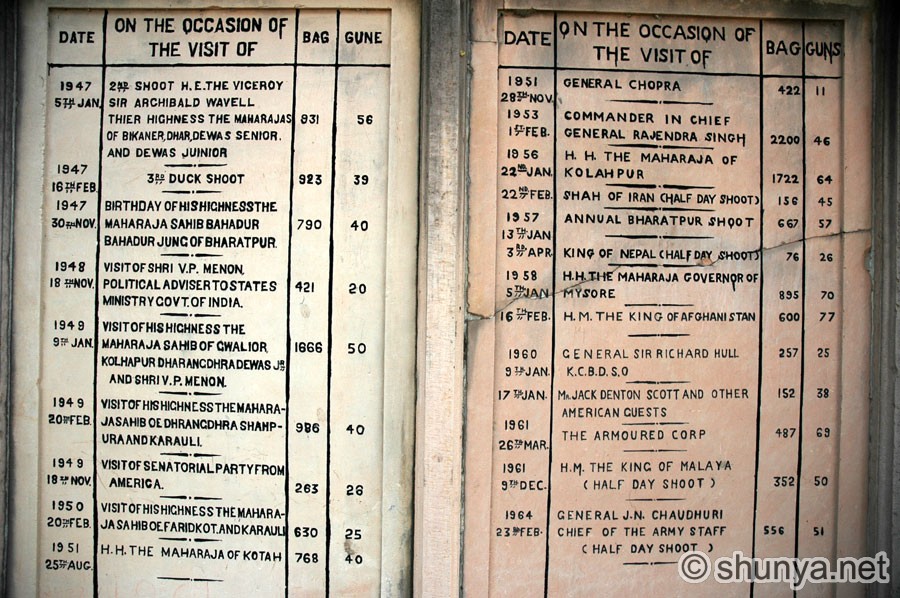 DATE ON THE OCCASION OF THE VISIT OF BAG GUNE
1947 2ND SHOOT H.E. THE VICEROY
5TH JAN. SIR ARCHIBALD WAVELL
THIER HIGHNESS THE MAHARAJAS 931 56
OF BIKANER, DHAR, DEWAS SENIOR.
AND DEWAS JUINIOR
1947
16TH FEB. 3RD DUCK SHOOT 923 39
1947 BIRTHDAY OF HIS HIGHNESS THE
30TH NOV. MAHARAJA SAHIB BAHADUR 790 40
BAHADUR JUNG OF BHARATPUR.
1948 VISIT OF SHRI V.P. MENON,
18TH NOV. POLITICAL ADVISER TO STATES 421 20
MINISTRY GOVT. OF INDIA.
1949 VISIT OF HIS HIGHNESS THE
9TH JAN. MAHARAJA SAHIB OF GWALIOR, 1666 50
KOLHAPUR DHARANGDHRA DEWAS JR
AND SHRI V.P. MENON.
1949 VISIT OF HIS HIGHNESS THE MAHARA-
20TH FEB. JA SAHIB OE DHRANGDHRA SHAMP- 986 40
URA AND KARAULI.
1949 VISIT OF SENATORIAL PARTY FROM
18TH NOV. AMERICA. 263 26
1950 VISIT OF HIS HIGHNESS THE MAHARA-
20TH FEB. JA SAHIB OE FARIDKOT, AND KARAULI 630 25
1951 H.H. THE MAHARAJA OF KOTAH 768 40
25TH AUG.
DATE ON THE OCCASION OF THE VISIT OF BAG GUNS
1951 GENERAL CHOPRA 422 11
28TH NOV.
1953 COMMANDER IN CHIEF
1ST FEB. GENERAL RAJENDRA SINGH 2200 46
1956 H. H. THE MAHARAJA OF
22ND JAN. KOLAHPUR 1722 64
22ND FEB. SHAH OF IRAN (HALF DAY SHOOT) 156 45
1957 ANNUAL BHARATPUR SHOOT 667 57
13TH JAN
3RD APR. KING OF NEPAL (HALF DAY SHOOT) 76 26
1958 H.H. THE MAHARAJA GOVERNOR OF
5TH JAN MYSORE 895 70
16TH FEB. H.M. THE KING OF AFGHANISTAN 600 77
1960 GENERAL SIR RICHARD HULL 257 25
9TH JAN. K.C.B.D.S.O
17TH JAN. MR. JACK DENTON SCOTT AND OTHER 152 38
AMERICAN GUESTS
1961
26TH MAR. THE ARMOURED CORP 487 69
1961 H.M. THE KING OF MALAYA
9TH DEC. (HALF DAY SHOOT) 352 50
1964 GENERAL J.N. CHAUDHURI
23RD FEB. CHIEF OF THE ARMY STAFF 556 51
(HALF DAY SHOOT)
© shunya.net